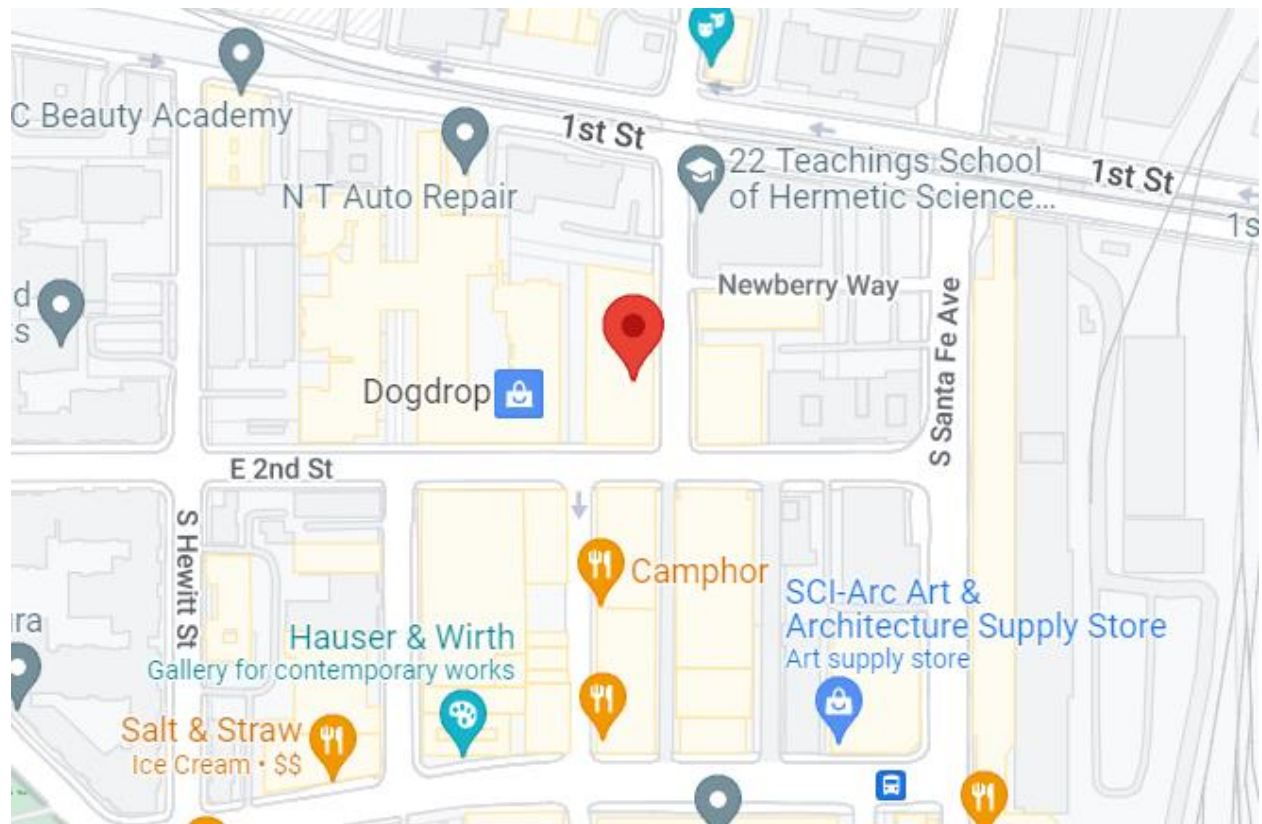 C Beauty Academy
1st St
N T Auto Repair
22 Teachings School
of Hermetic Science...
1st St
1s
Newberry Way
d
s
S Santa Fe Ave
Dogdrop
E 2nd St
S Hewitt St
Camphor
SCI-Arc Art &
Architecture Supply Store
Art supply store
ra
Hauser & Wirth
Gallery for contemporary works
Salt & Straw
Ice Cream • $$